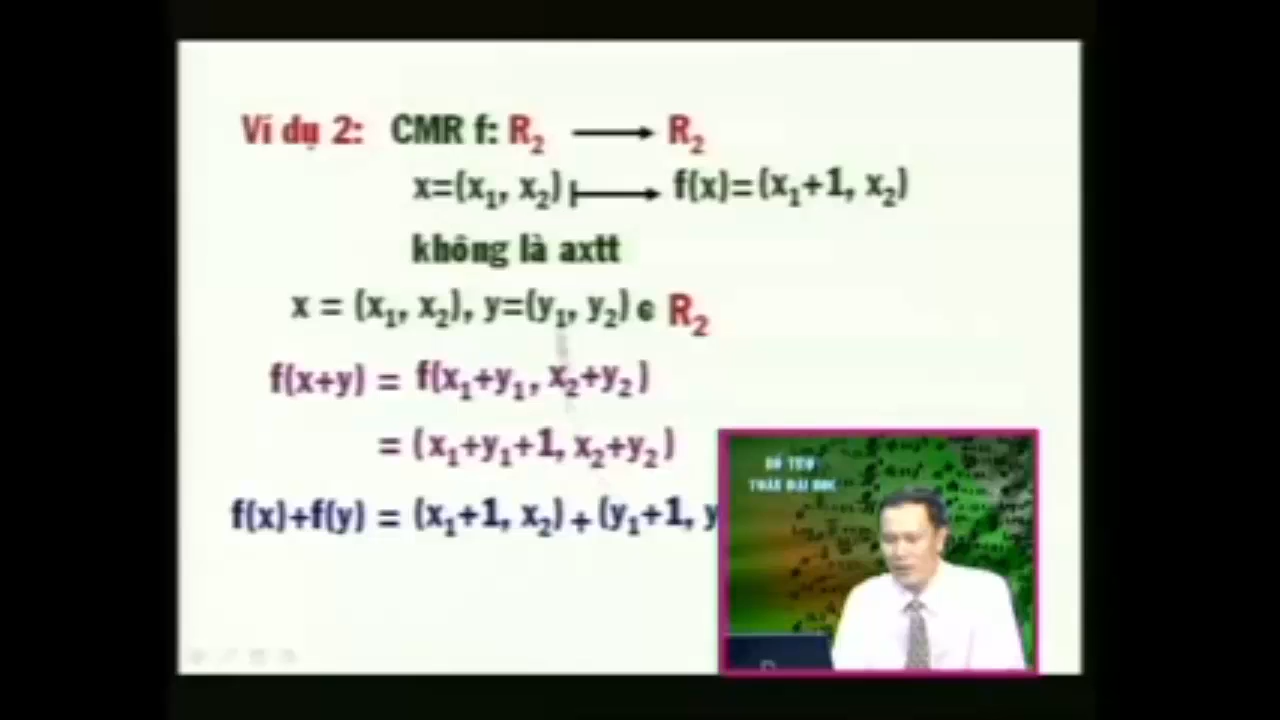 Ví dụ 2: CMR f: R₂ ⟶ R₂
x=(x₁, x₂) ⟼ f(x)=(x₁+1, x₂)
không là axtt
x = (x₁, x₂), y=(y₁, y₂) ∈ R₂
f(x+y) = f(x₁+y₁, x₂+y₂)
= (x₁+y₁+1, x₂+y₂)
f(x)+f(y) = (x₁+1, x₂) + (y₁+1, y